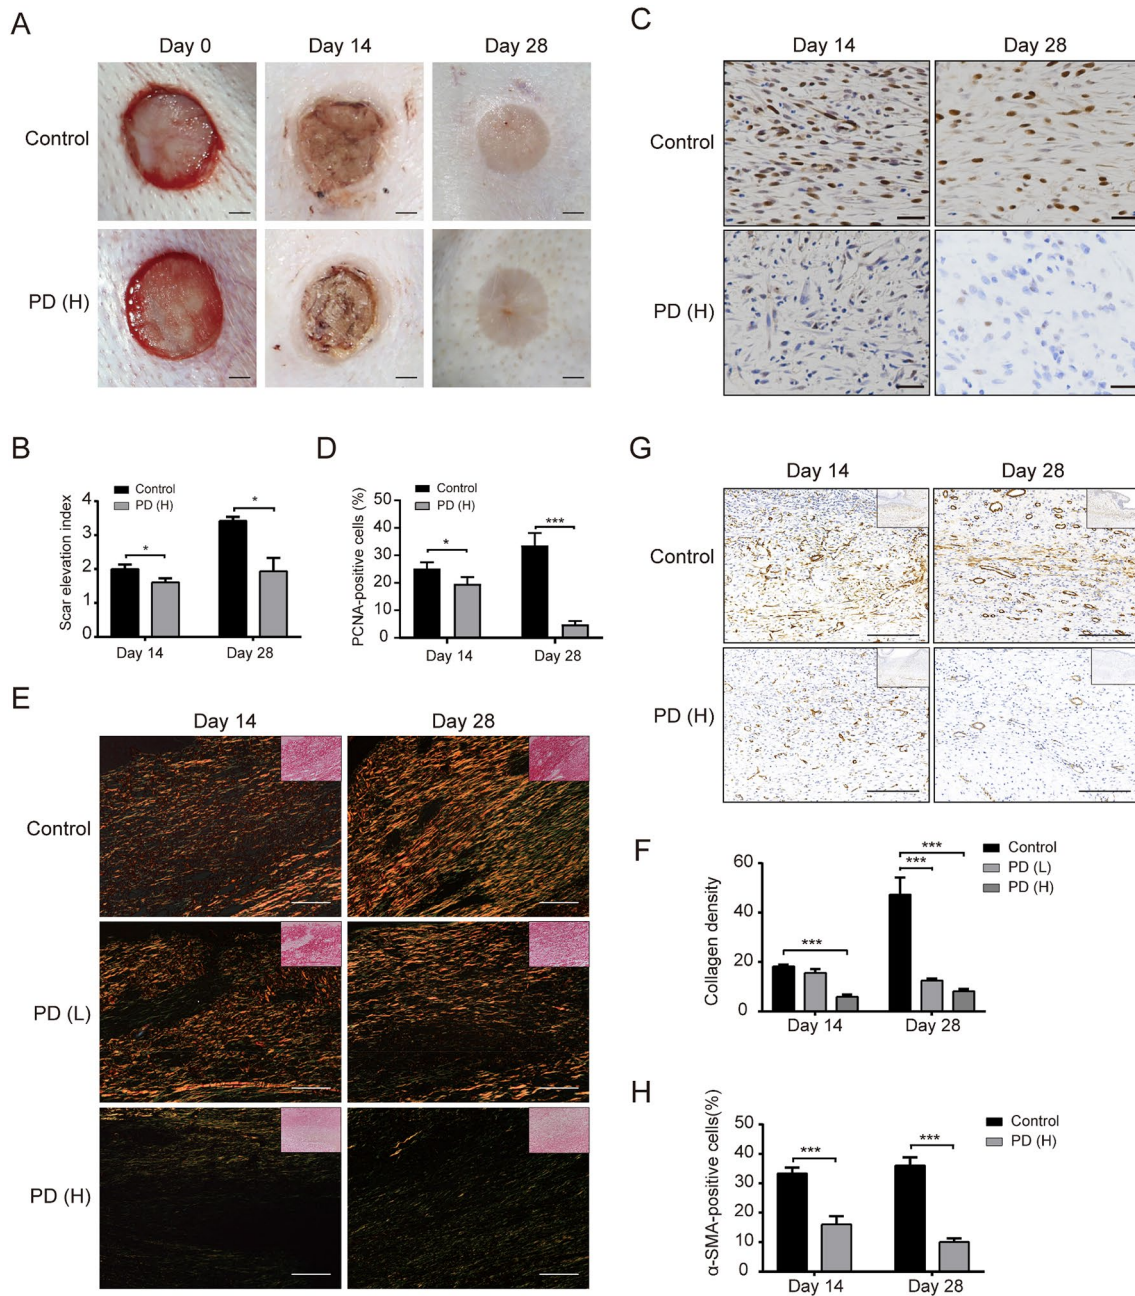 A
Day 0
Day 14
Day 28
Control
PD (H)
C
Day 14
Day 28
Control
PD (H)
B
Scar elevation index
4
3
2
1
0
Control
PD (H)
*
*
Day 14
Day 28
D
PCNA-positive cells (%)
50
40
30
20
10
0
Control
PD (H)
*
***
Day 14
Day 28
G
Day 14
Day 28
Control
PD (H)
E
Day 14
Day 28
Control
PD (L)
PD (H)
F
Collagen density
60
40
20
0
Control
PD (L)
PD (H)
***
***
***
Day 14
Day 28
H
α-SMA-positive cells(%)
50
40
30
20
10
0
Control
PD (H)
***
***
Day 14
Day 28